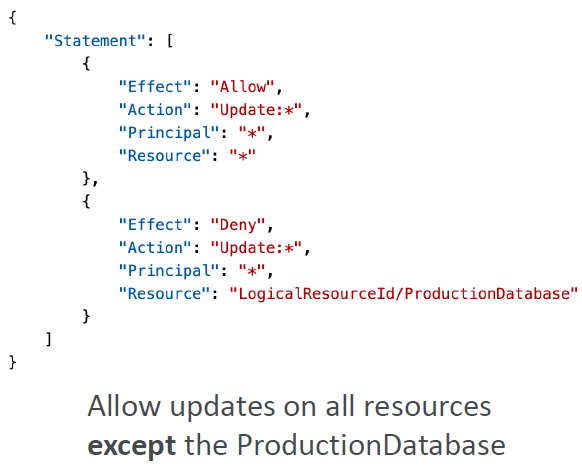 {
    "Statement": [
        {
            "Effect": "Allow",
            "Action": "Update:*",
            "Principal": "*",
            "Resource": "*"
        },
        {
            "Effect": "Deny",
            "Action": "Update:*",
            "Principal": "*",
            "Resource": "LogicalResourceId/ProductionDatabase"
        }
    ]
}
Allow updates on all resources
except the ProductionDatabase